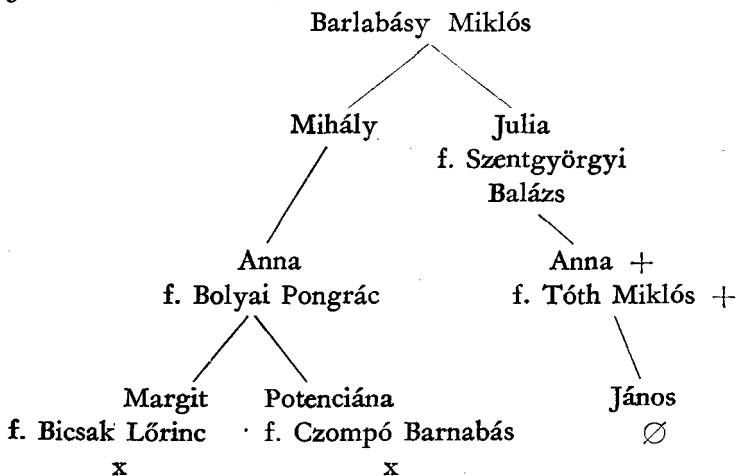 Barlabásy Miklós
Mihály Julia
f. Szentgyörgyi
Balázs
Anna Anna +
f. Bolyai Pongrác f. Tóth Miklós +
Margit Potenciána János
f. Bicsak Lőrinc f. Czompó Barnabás ∅
x x